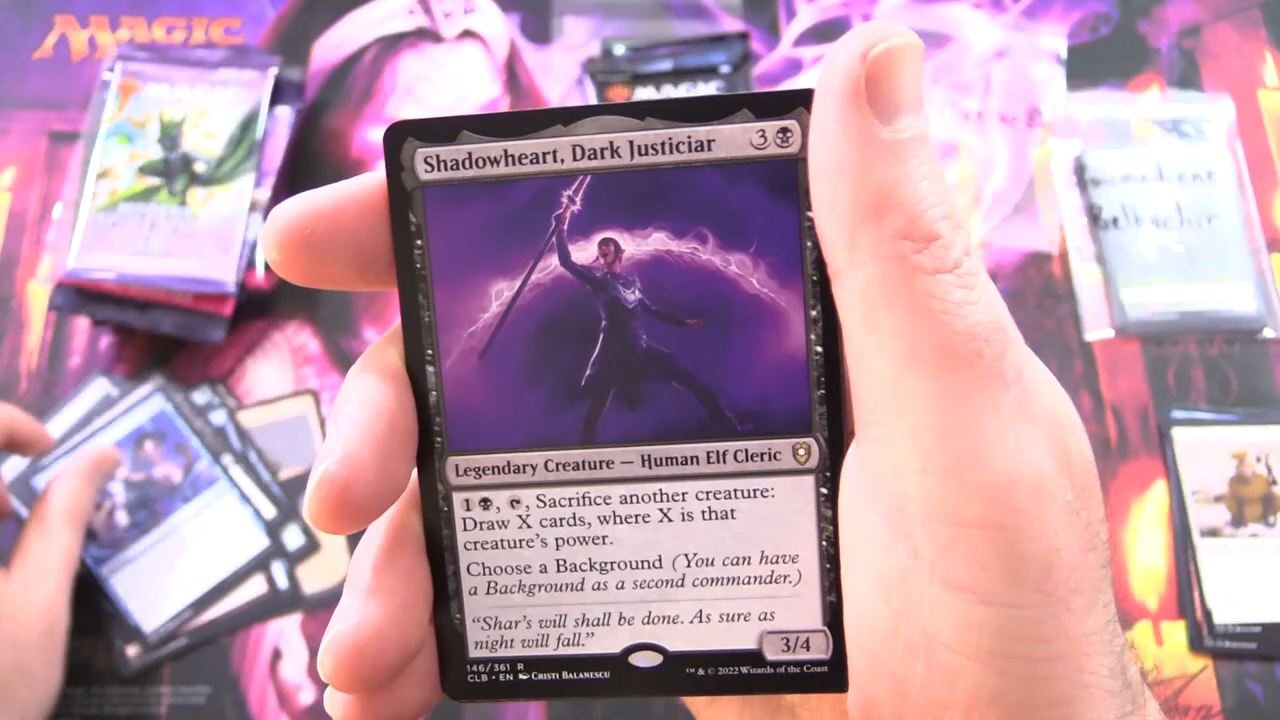 MAGIC
MAGIC
Shadowheart, Dark Justiciar 3
Legendary Creature — Human Elf Cleric
1, , Sacrifice another creature:
Draw X cards, where X is that
creature's power.
Choose a Background (You can have
a Background as a second commander.)
"Shar's will shall be done. As sure as
night will fall."
3/4
146/361 R
CLB • EN Cristi Balanescu
™ & © 2022 Wizards of the Coast
Belbachir